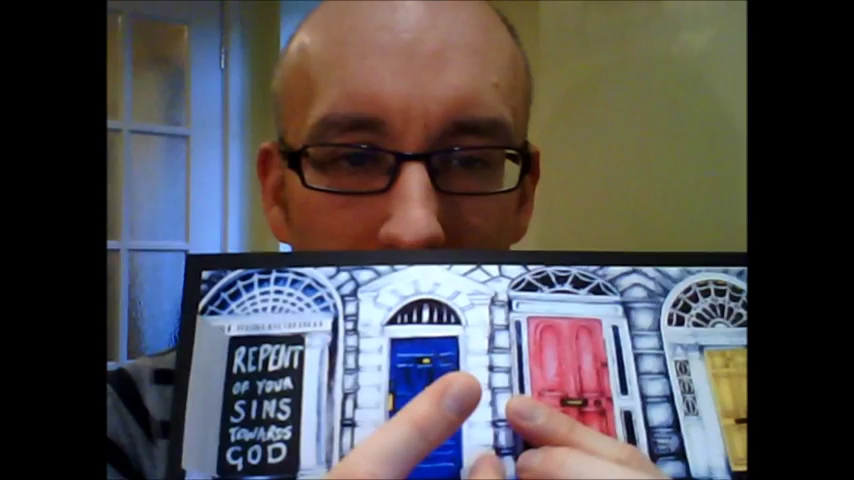 REPENT
OF YOUR
SINS
TOWARDS
GOD